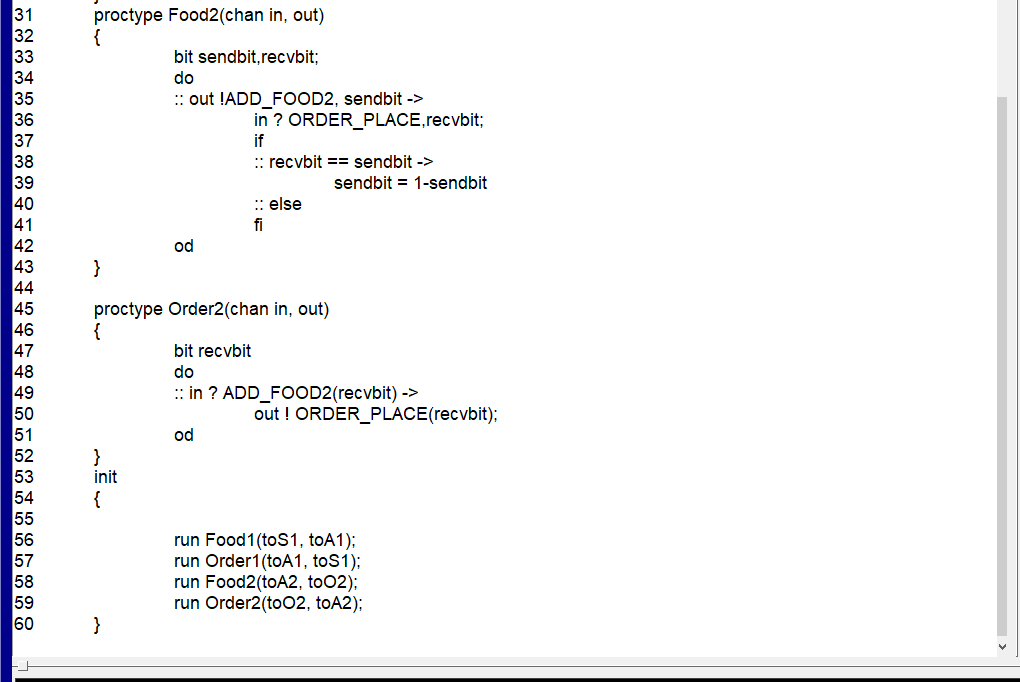 31 proctype Food2(chan in, out)
32 {
33 bit sendbit,recvbit;
34 do
35 :: out !ADD_FOOD2, sendbit ->
36 in ? ORDER_PLACE,recvbit;
37 if
38 :: recvbit == sendbit ->
39 sendbit = 1-sendbit
40 :: else
41 fi
42 od
43 }
44
45 proctype Order2(chan in, out)
46 {
47 bit recvbit
48 do
49 :: in ? ADD_FOOD2(recvbit) ->
50 out ! ORDER_PLACE(recvbit);
51 od
52 }
53 init
54 {
55
56 run Food1(toS1, toA1);
57 run Order1(toA1, toS1);
58 run Food2(toA2, toO2);
59 run Order2(toO2, toA2);
60 }